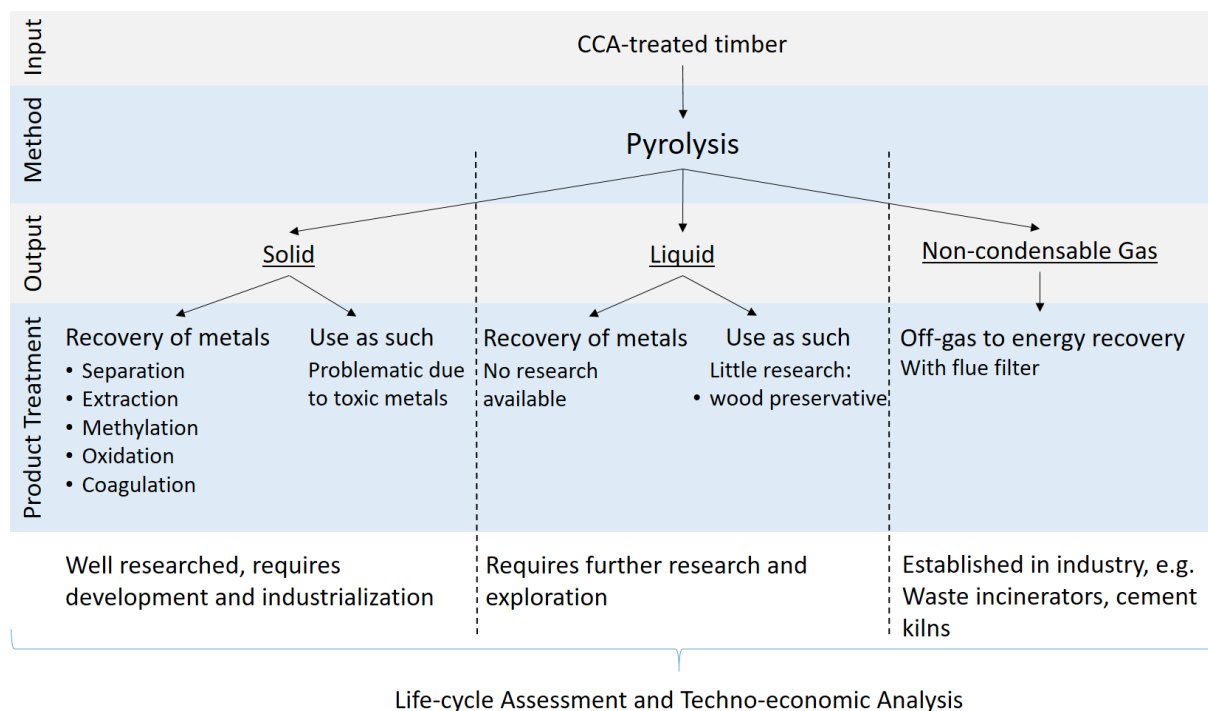 Input
CCA-treated timber
Method
Pyrolysis
Output
Solid
Liquid
Non-condensable Gas
Product Treatment
Recovery of metals
• Separation
• Extraction
• Methylation
• Oxidation
• Coagulation
Use as such
Problematic due
to toxic metals
Recovery of metals
No research
available
Use as such
Little research:
• wood preservative
Off-gas to energy recovery
With flue filter
Well researched, requires
development and industrialization
Requires further research and
exploration
Established in industry, e.g.
Waste incinerators, cement
kilns
Life-cycle Assessment and Techno-economic Analysis